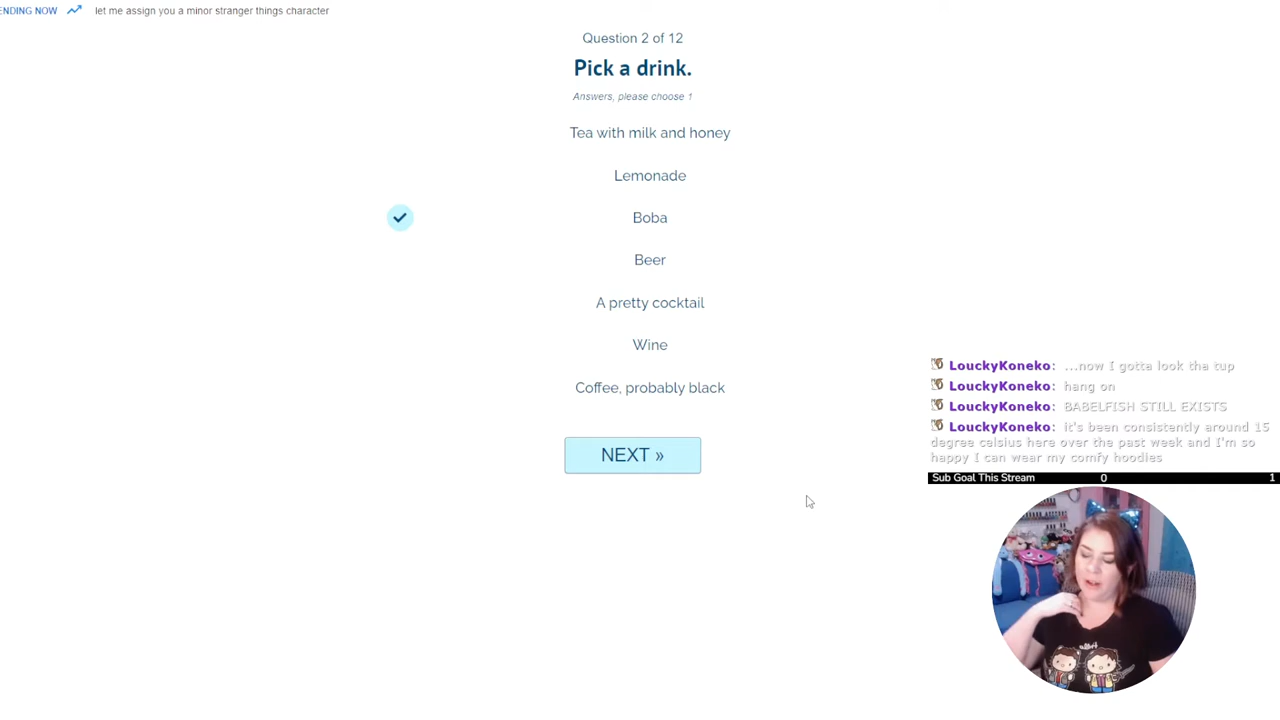 ENDING NOW let me assign you a minor stranger things character
Question 2 of 12
Pick a drink.
Answers, please choose 1
Tea with milk and honey
Lemonade
Boba
Beer
A pretty cocktail
Wine
Coffee, probably black
NEXT »
LouckyKoneko: ...now I gotta look tha tup
LouckyKoneko: hang on
LouckyKoneko: BABELFISH STILL EXISTS
LouckyKoneko: it's been consistently around 15
degree celsius here over the past week and I'm so
happy I can wear my comfy hoodies
Sub Goal This Stream 0 1